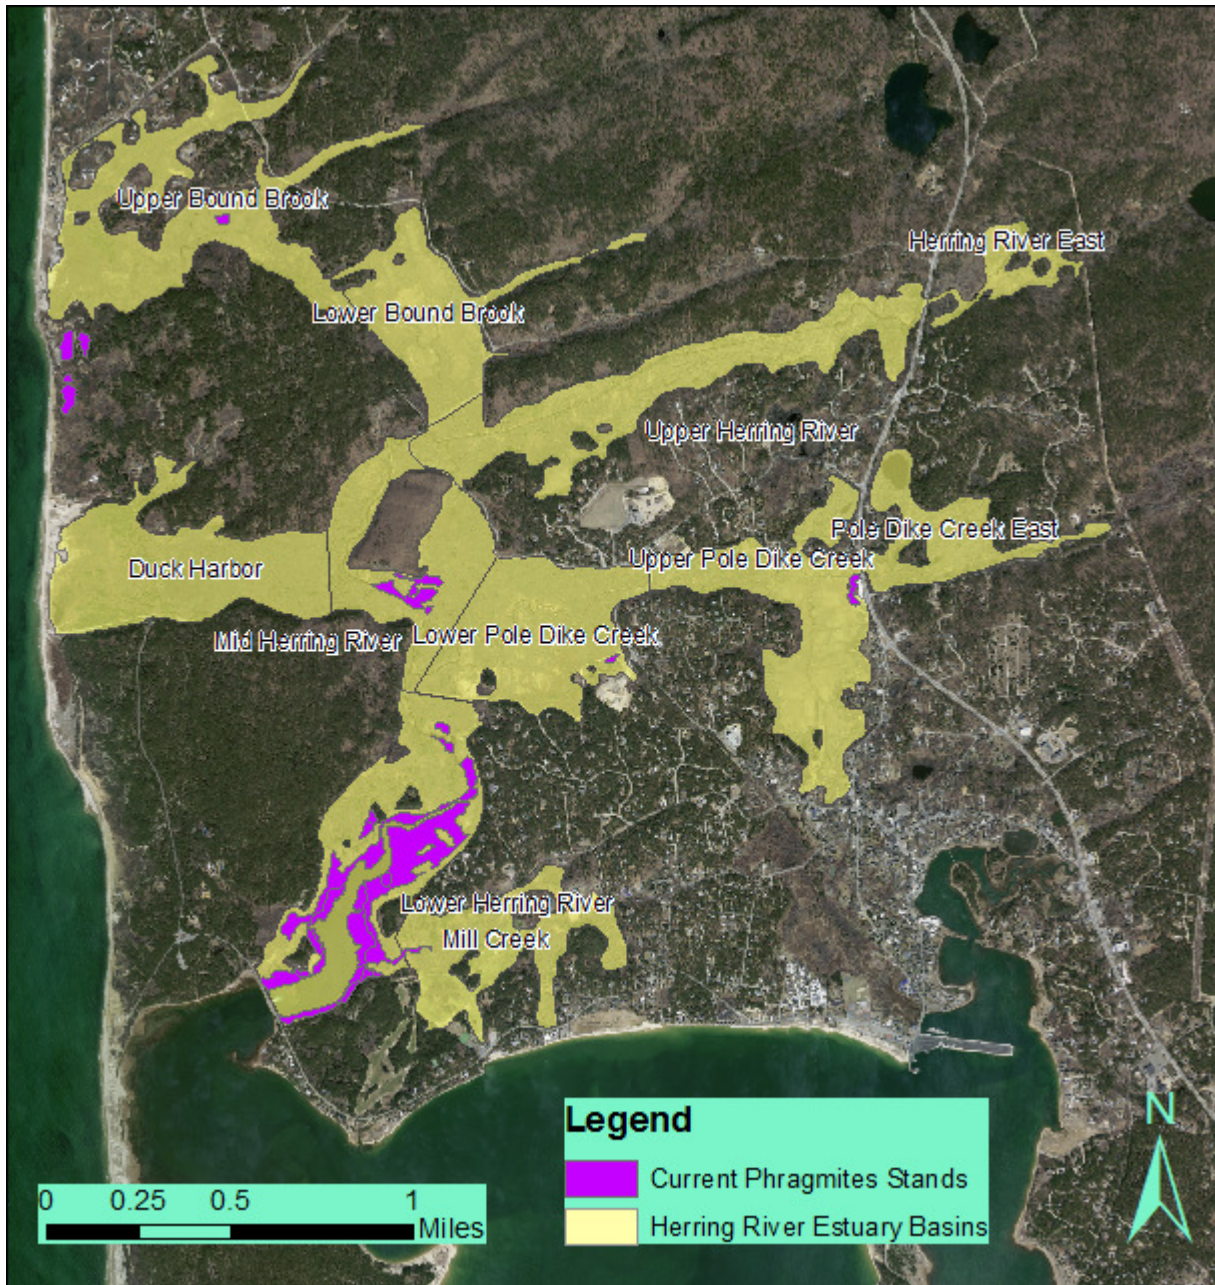 Upper Bound Brook
Herring River East
Lower Bound Brook
Upper Herring River
Pole Dike Creek East
Upper Pole Dike Creek
Duck Harbor
Mid Herring River
Lower Pole Dike Creek
Lower Herring River
Mill Creek
Legend
Current Phragmites Stands
Herring River Estuary Basins
N
0 0.25 0.5 1
Miles